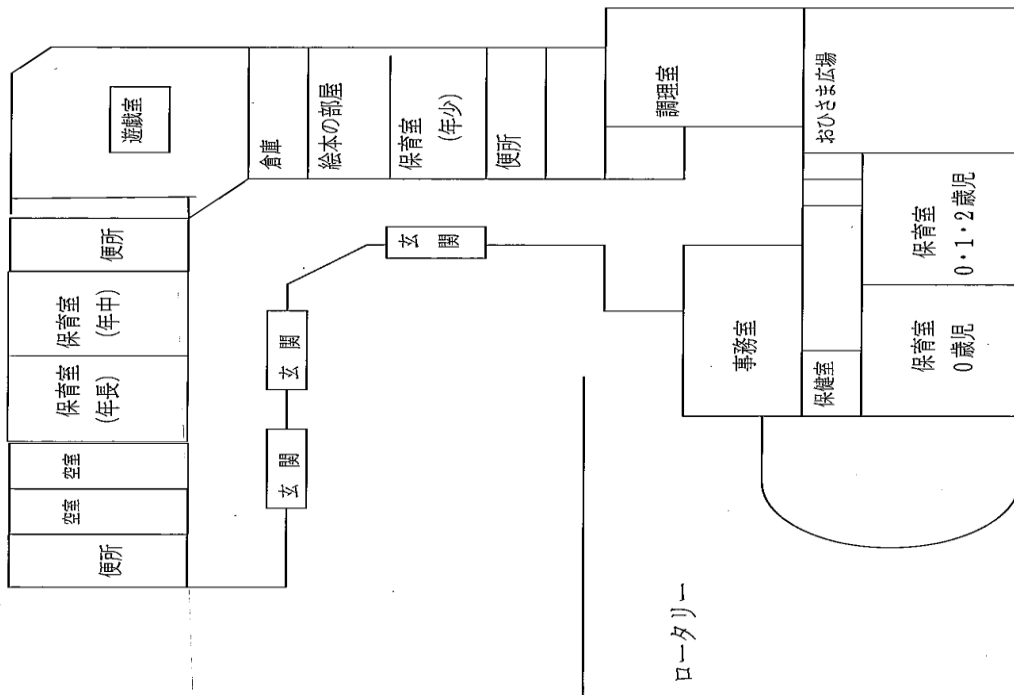 遊戯室
倉庫
絵本の部屋
保育室
(年少)
便所
調理室
おひさま広場
便所
保育室
(年中)
保育室
(年長)
空室
空室
便所
玄関
玄関
玄関
事務室
保健室
保育室
0・1・2歳児
保育室
0歳児
ロータリー